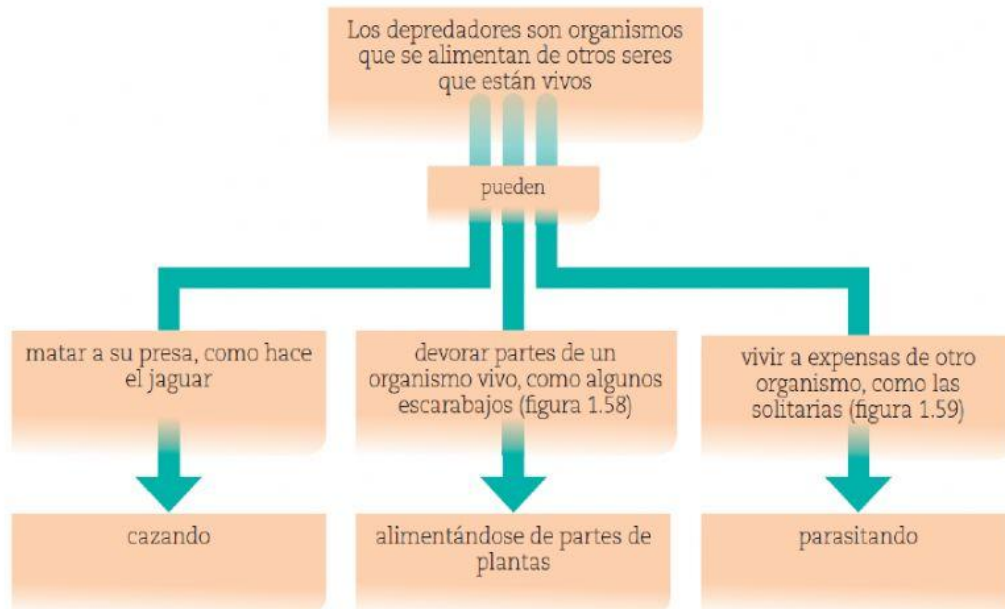 Los depredadores son organismos
que se alimentan de otros seres
que están vivos
pueden
matar a su presa, como hace
el jaguar
devorar partes de un
organismo vivo, como algunos
escarabajos (figura 1.58)
vivir a expensas de otro
organismo, como las
solitarias (figura 1.59)
cazando
alimentándose de partes de
plantas
parasitando